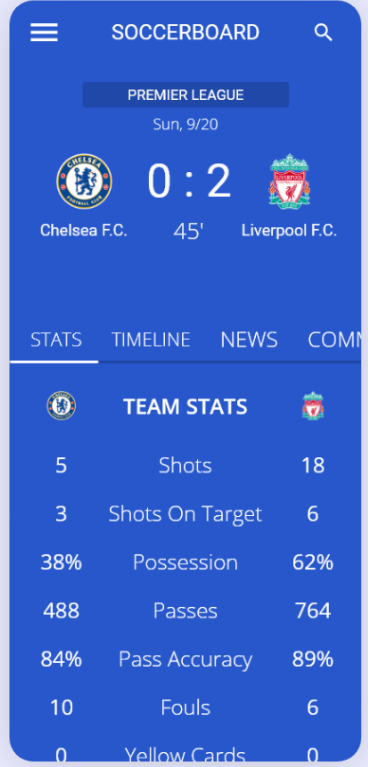 SOCCERBOARD
PREMIER LEAGUE
Sun, 9/20
CHELSEA
0 : 2
LIVERPOOL
Chelsea F.C. 45' Liverpool F.C.
STATS TIMELINE NEWS COMM
TEAM STATS
5 Shots 18
3 Shots On Target 6
38% Possession 62%
488 Passes 764
84% Pass Accuracy 89%
10 Fouls 6
0 Yellow Cards 0